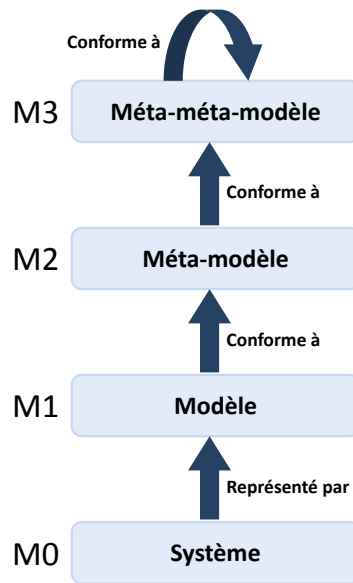 Conforme à
M3 Méta-méta-modèle
Conforme à
M2 Méta-modèle
Conforme à
M1 Modèle
Représenté par
M0 Système